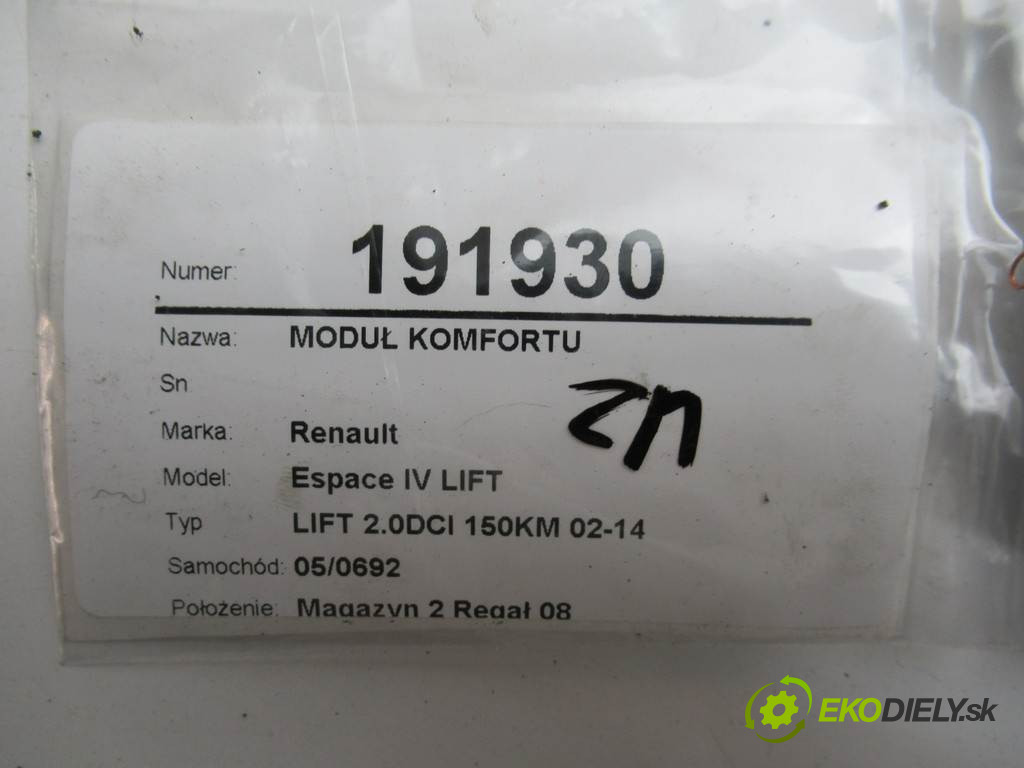 Numer: 191930
Nazwa: MODUŁ KOMFORTU
Sn
Marka: Renault
Model: Espace IV LIFT
Typ LIFT 2.0DCI 150KM 02-14
Samochód: 05/0692
Położenie: Magazyn 2 Regał 08
EKODIELY.sk